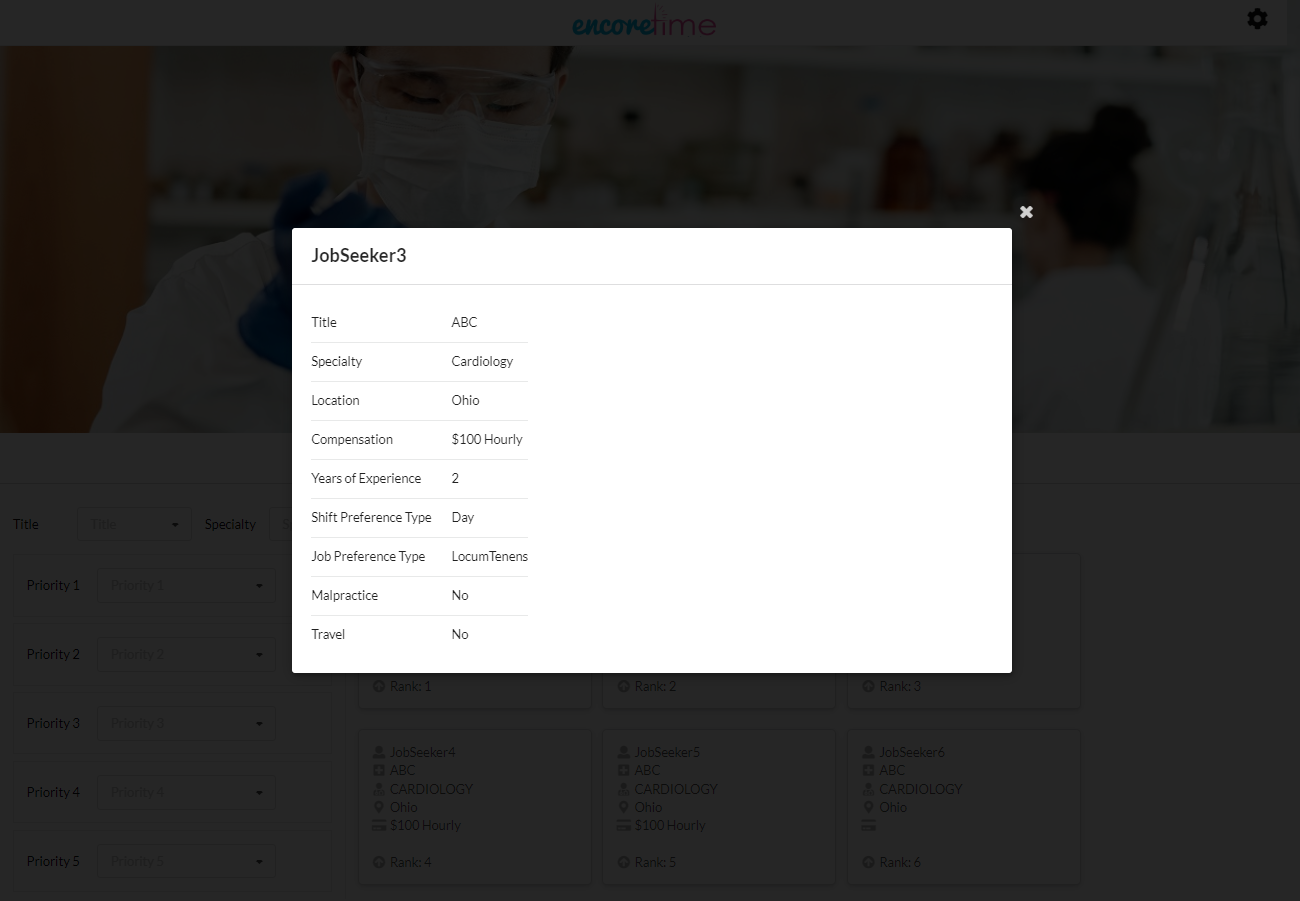 encoretime
JobSeeker3
Title ABC
Specialty Cardiology
Location Ohio
Compensation $100 Hourly
Years of Experience 2
Shift Preference Type Day
Job Preference Type LocumTenens
Malpractice No
Travel No
Title Title Specialty
Priority 1 Priority 1
Priority 2 Priority 2
Priority 3 Priority 3
Priority 4 Priority 4
Priority 5 Priority 5
Rank: 1
Rank: 2
Rank: 3
JobSeeker4
ABC
CARDIOLOGY
Ohio
$100 Hourly
Rank: 4
JobSeeker5
ABC
CARDIOLOGY
Ohio
$100 Hourly
Rank: 5
JobSeeker6
ABC
CARDIOLOGY
Ohio
Rank: 6